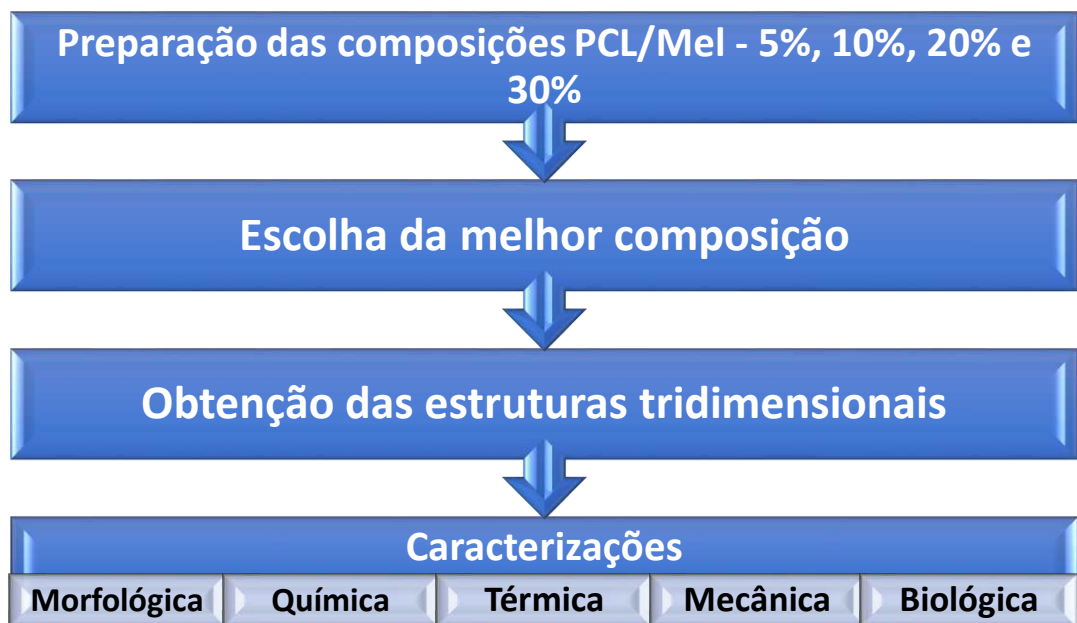 Preparação das composições PCL/Mel - 5%, 10%, 20% e
30%
Escolha da melhor composição
Obtenção das estruturas tridimensionais
Caracterizações
Morfológica Química Térmica Mecânica Biológica